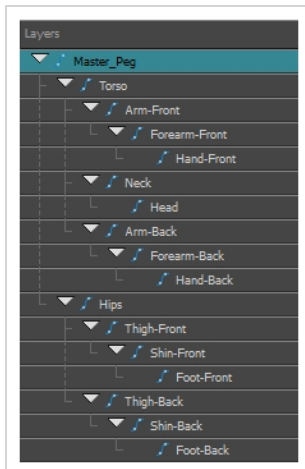 Layers
Master_Peg
Torso
Arm-Front
Forearm-Front
Hand-Front
Neck
Head
Arm-Back
Forearm-Back
Hand-Back
Hips
Thigh-Front
Shin-Front
Foot-Front
Thigh-Back
Shin-Back
Foot-Back